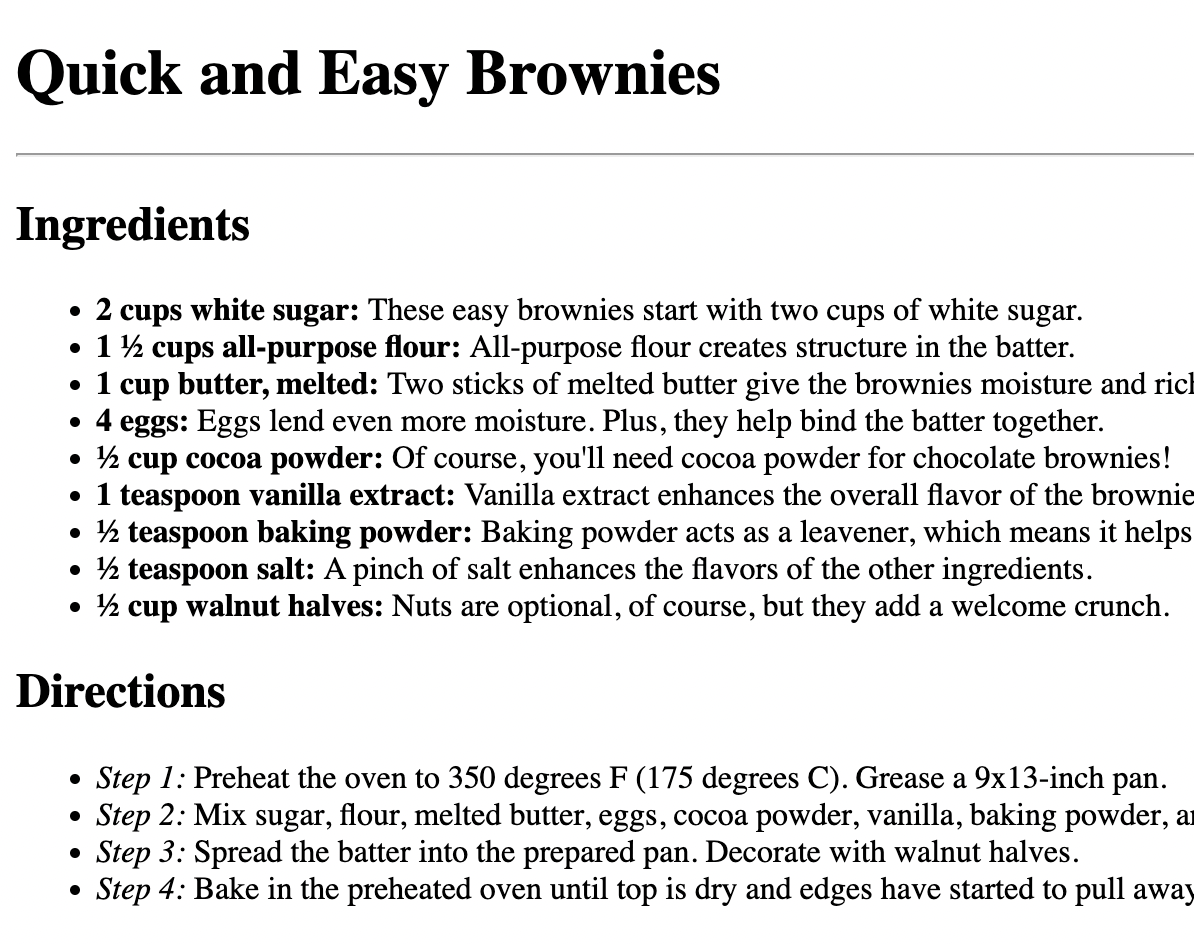 Quick and Easy Brownies
Ingredients
• 2 cups white sugar: These easy brownies start with two cups of white sugar.
• 1 ½ cups all-purpose flour: All-purpose flour creates structure in the batter.
• 1 cup butter, melted: Two sticks of melted butter give the brownies moisture and
• 4 eggs: Eggs lend even more moisture. Plus, they help bind the batter together.
• ½ cup cocoa powder: Of course, you'll need cocoa powder for chocolate brownies!
• 1 teaspoon vanilla extract: Vanilla extract enhances the overall flavor of the
• ½ teaspoon baking powder: Baking powder acts as a leavener, which means it helps
• ½ teaspoon salt: A pinch of salt enhances the flavors of the other ingredients.
• ½ cup walnut halves: Nuts are optional, of course, but they add a welcome crunch.
Directions
• Step 1: Preheat the oven to 350 degrees F (175 degrees C). Grease a 9x13-inch pan.
• Step 2: Mix sugar, flour, melted butter, eggs, cocoa powder, vanilla, baking powder,
• Step 3: Spread the batter into the prepared pan. Decorate with walnut halves.
• Step 4: Bake in the preheated oven until top is dry and edges have started to pull away